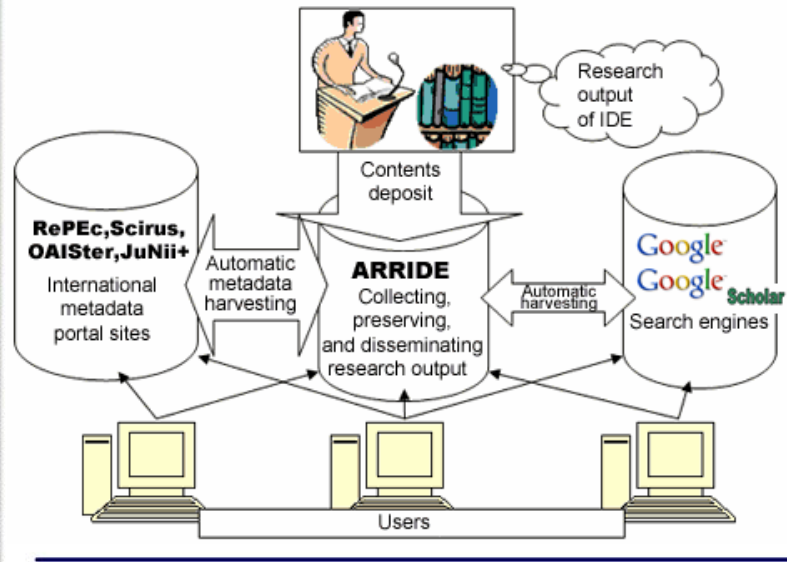 Research
output
of IDE
Contents
deposit
RePEc,Scirus,
OAISter,JuNii+
International
metadata
portal sites
Automatic
metadata
harvesting
ARRIDE
Collecting,
preserving,
and disseminating
research output
Automatic
harvesting
Google
Google Scholar
Search engines
Users